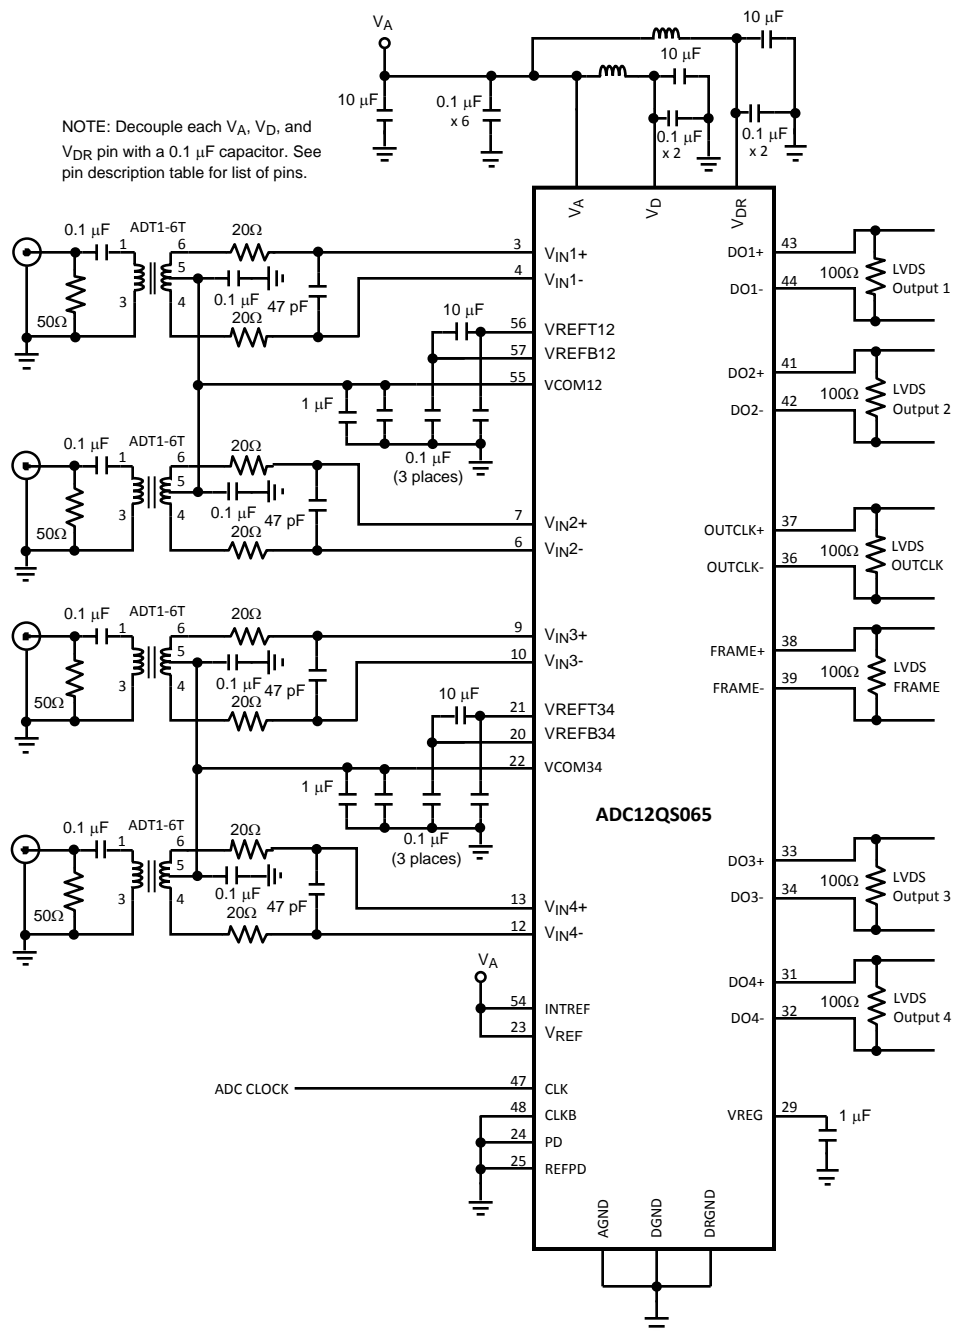 VA
10 µF
10 µF
10 µF
0.1 µF
x 6
0.1 µF
x 2
0.1 µF
x 2
NOTE: Decouple each VA, VD, and
VDR pin with a 0.1 µF capacitor. See
pin description table for list of pins.
VA
VD
VDR
0.1 µF
ADT1-6T
1
3
6
5
4
20Ω
0.1 µF
47 pF
20Ω
50Ω
3
VIN1+
4
VIN1-
10 µF
56
VREFT12
57
VREFB12
55
VCOM12
1 µF
0.1 µF
(3 places)
0.1 µF
ADT1-6T
1
3
6
5
4
20Ω
0.1 µF
47 pF
20Ω
50Ω
7
VIN2+
6
VIN2-
0.1 µF
ADT1-6T
1
3
6
5
4
20Ω
0.1 µF
47 pF
20Ω
50Ω
9
VIN3+
10
VIN3-
10 µF
21
VREFT34
20
VREFB34
22
VCOM34
1 µF
0.1 µF
(3 places)
ADC12QS065
0.1 µF
ADT1-6T
1
3
6
5
4
20Ω
0.1 µF
47 pF
20Ω
50Ω
13
VIN4+
12
VIN4-
VA
54
INTREF
23
VREF
ADC CLOCK
47
CLK
48
CLKB
24
PD
25
REFPD
AGND
DGND
DRGND
DO1+
43
DO1-
44
100Ω
LVDS
Output 1
DO2+
41
DO2-
42
100Ω
LVDS
Output 2
OUTCLK+
37
OUTCLK-
36
100Ω
LVDS
OUTCLK
FRAME+
38
FRAME-
39
100Ω
LVDS
FRAME
DO3+
33
DO3-
34
100Ω
LVDS
Output 3
DO4+
31
DO4-
32
100Ω
LVDS
Output 4
VREG
29
1 µF